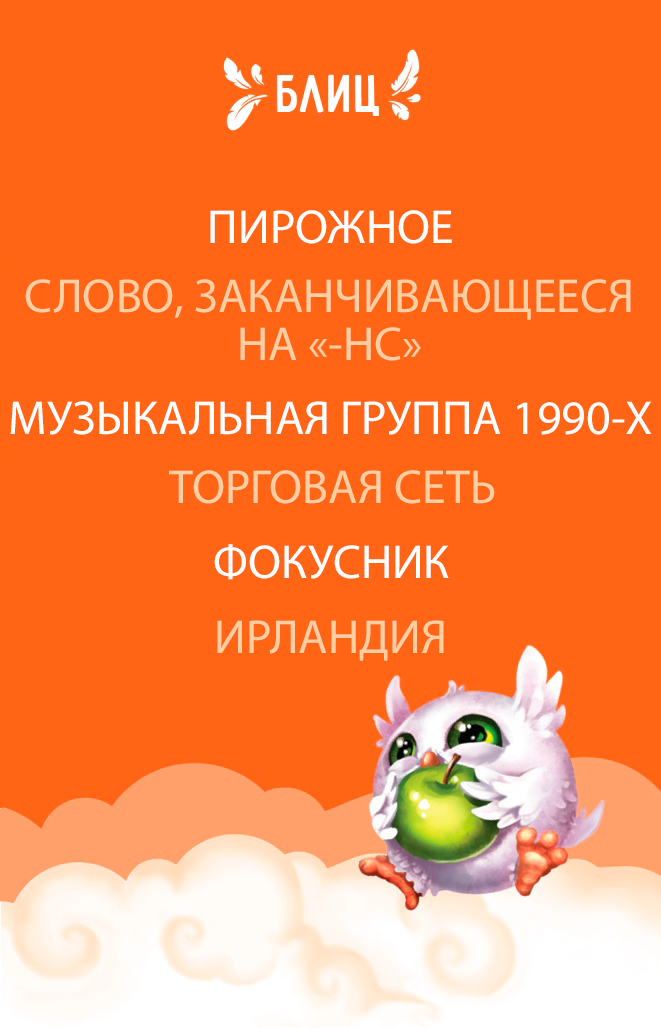 БЛИЦ
ПИРОЖНОЕ
СЛОВО, ЗАКАНЧИВАЮЩЕЕСЯ
НА «-НС»
МУЗЫКАЛЬНАЯ ГРУППА 1990-Х
ТОРГОВАЯ СЕТЬ
ФОКУСНИК
ИРЛАНДИЯ